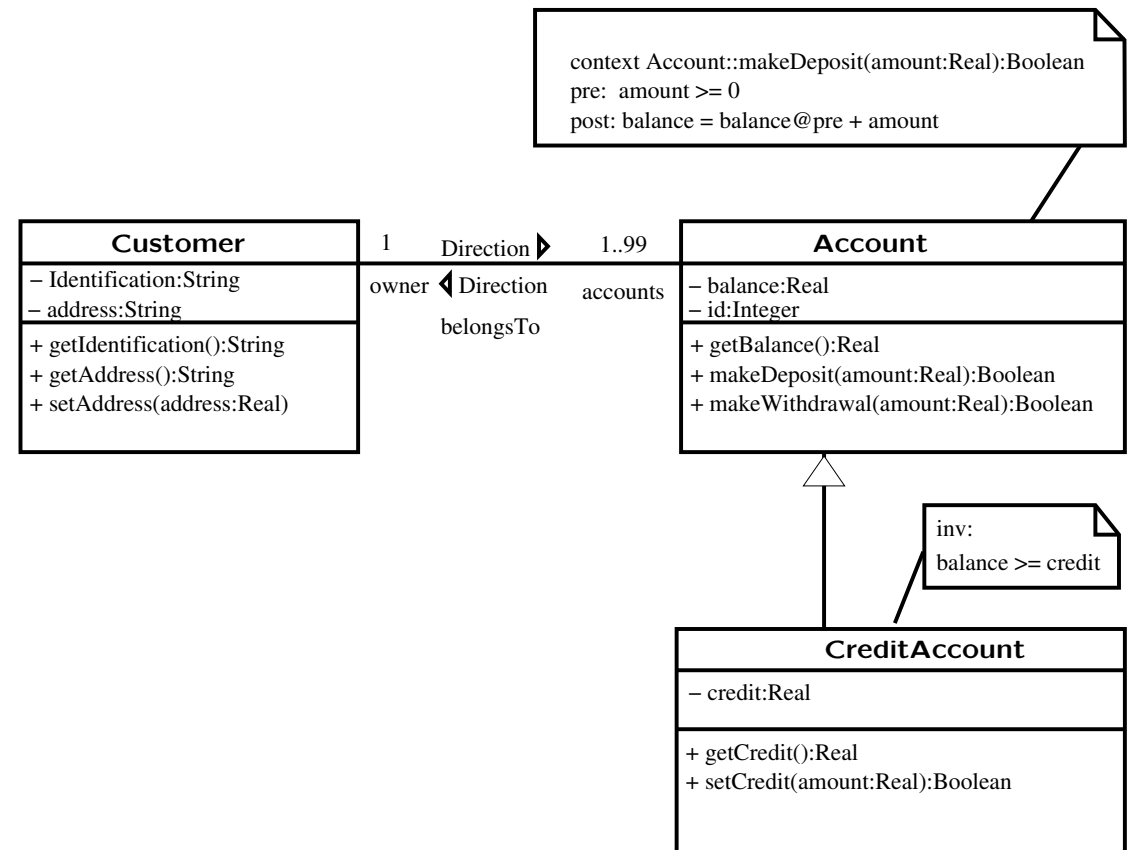 context Account::makeDeposit(amount:Real):Boolean
pre:  amount >= 0
post: balance = balance@pre + amount
Customer
– Identification:String
– address:String
+ getIdentification():String
+ getAddress():String
+ setAddress(address:Real)
1
Direction
1..99
owner
Direction
accounts
belongsTo
Account
– balance:Real
– id:Integer
+ getBalance():Real
+ makeDeposit(amount:Real):Boolean
+ makeWithdrawal(amount:Real):Boolean
inv:
balance >= credit
CreditAccount
– credit:Real
+ getCredit():Real
+ setCredit(amount:Real):Boolean